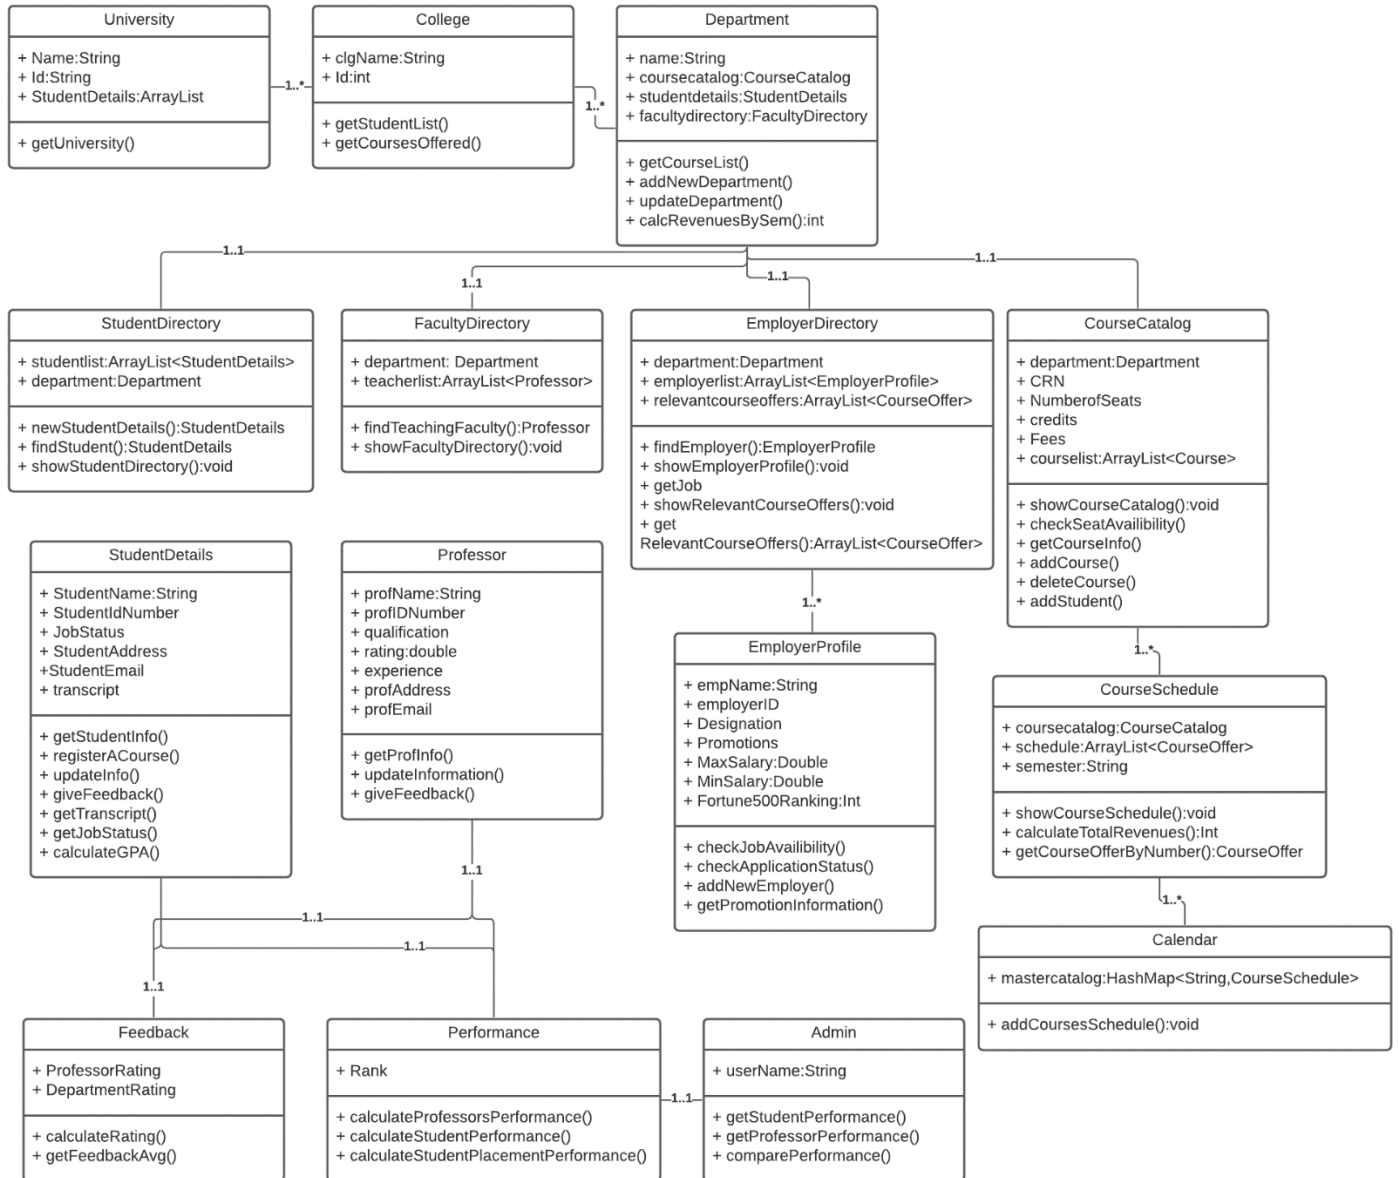 University
+ Name:String
+ Id:String
+ StudentDetails:ArrayList
+ getUniversity()
1..*
College
+ clgName:String
+ Id:int
+ getStudentList()
+ getCoursesOffered()
1..*
Department
+ name:String
+ coursecatalog:CourseCatalog
+ studentdetails:StudentDetails
+ facultydirectory:FacultyDirectory
+ getCourseList()
+ addNewDepartment()
+ updateDepartment()
+ calcRevenuesBySem():int
1..1
1..1
1..1
1..1
StudentDirectory
+ studentlist:ArrayList<StudentDetails>
+ department:Department
+ newStudentDetails():StudentDetails
+ findStudent():StudentDetails
+ showStudentDirectory():void
FacultyDirectory
+ department: Department
+ teacherlist:ArrayList<Professor>
+ findTeachingFaculty():Professor
+ showFacultyDirectory():void
EmployerDirectory
+ department:Department
+ employerlist:ArrayList<EmployerProfile>
+ relevantcourseoffers:ArrayList<CourseOffer>
+ findEmployer():EmployerProfile
+ showEmployerProfile():void
+ getJob
+ showRelevantCourseOffers():void
+ get
RelevantCourseOffers():ArrayList<CourseOffer>
CourseCatalog
+ department:Department
+ CRN
+ NumberofSeats
+ credits
+ Fees
+ courselist:ArrayList<Course>
+ showCourseCatalog():void
+ checkSeatAvailibility()
+ getCourseInfo()
+ addCourse()
+ deleteCourse()
+ addStudent()
StudentDetails
+ StudentName:String
+ StudentIdNumber
+ JobStatus
+ StudentAddress
+StudentEmail
+ transcript
+ getStudentInfo()
+ registerACourse()
+ updateInfo()
+ giveFeedback()
+ getTranscript()
+ getJobStatus()
+ calculateGPA()
Professor
+ profName:String
+ profIDNumber
+ qualification
+ rating:double
+ experience
+ profAddress
+ profEmail
+ getProfInfo()
+ updateInformation()
+ giveFeedback()
1..*
EmployerProfile
+ empName:String
+ employerID
+ Designation
+ Promotions
+ MaxSalary:Double
+ MinSalary:Double
+ Fortune500Ranking:Int
+ checkJobAvailibility()
+ checkApplicationStatus()
+ addNewEmployer()
+ getPromotionInformation()
1..*
CourseSchedule
+ coursecatalog:CourseCatalog
+ schedule:ArrayList<CourseOffer>
+ semester:String
+ showCourseSchedule():void
+ calculateTotalRevenues():Int
+ getCourseOfferByNumber():CourseOffer
1..*
Calendar
+ mastercatalog:HashMap<String,CourseSchedule>
+ addCoursesSchedule():void
1..1
1..1
1..1
1..1
Feedback
+ ProfessorRating
+ DepartmentRating
+ calculateRating()
+ getFeedbackAvg()
Performance
+ Rank
+ calculateProfessorsPerformance()
+ calculateStudentPerformance()
+ calculateStudentPlacementPerformance()
1..1
Admin
+ userName:String
+ getStudentPerformance()
+ getProfessorPerformance()
+ comparePerformance()